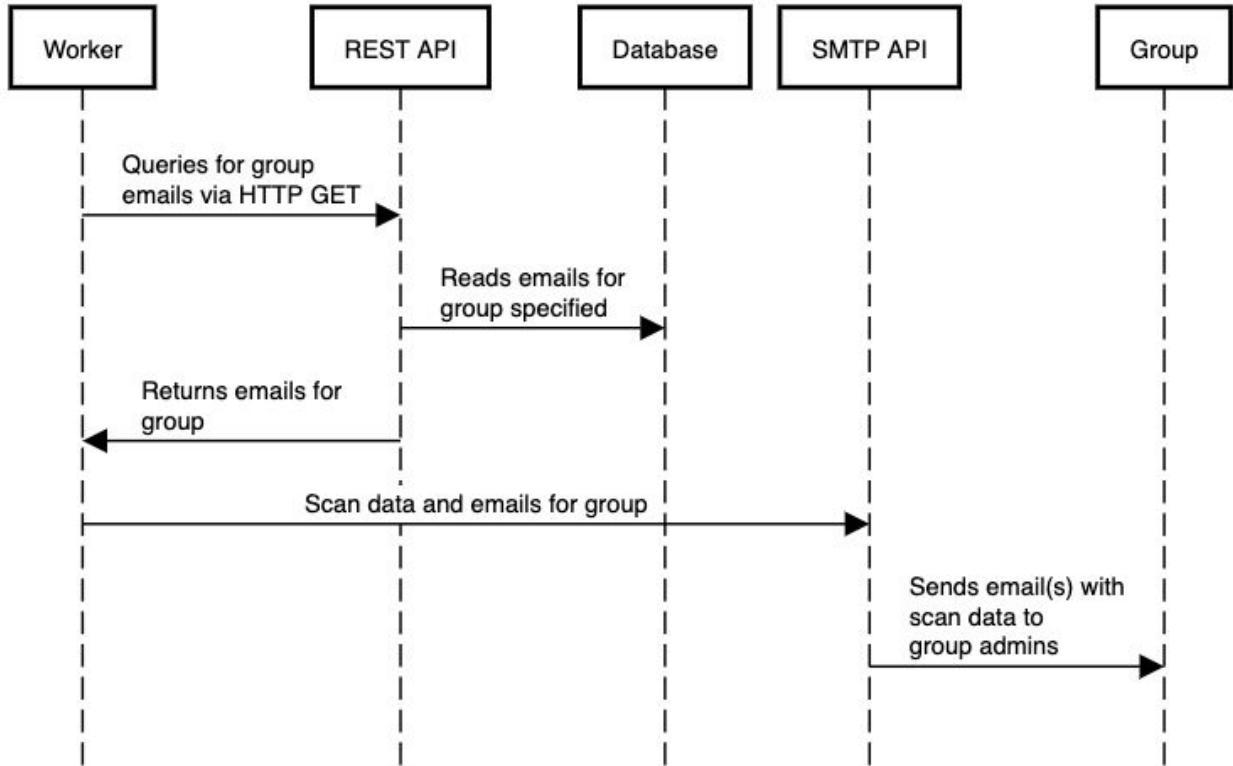 Worker
REST API
Database
SMTP API
Group
Queries for group
emails via HTTP GET
Reads emails for
group specified
Returns emails for
group
Scan data and emails for group
Sends email(s) with
scan data to
group admins